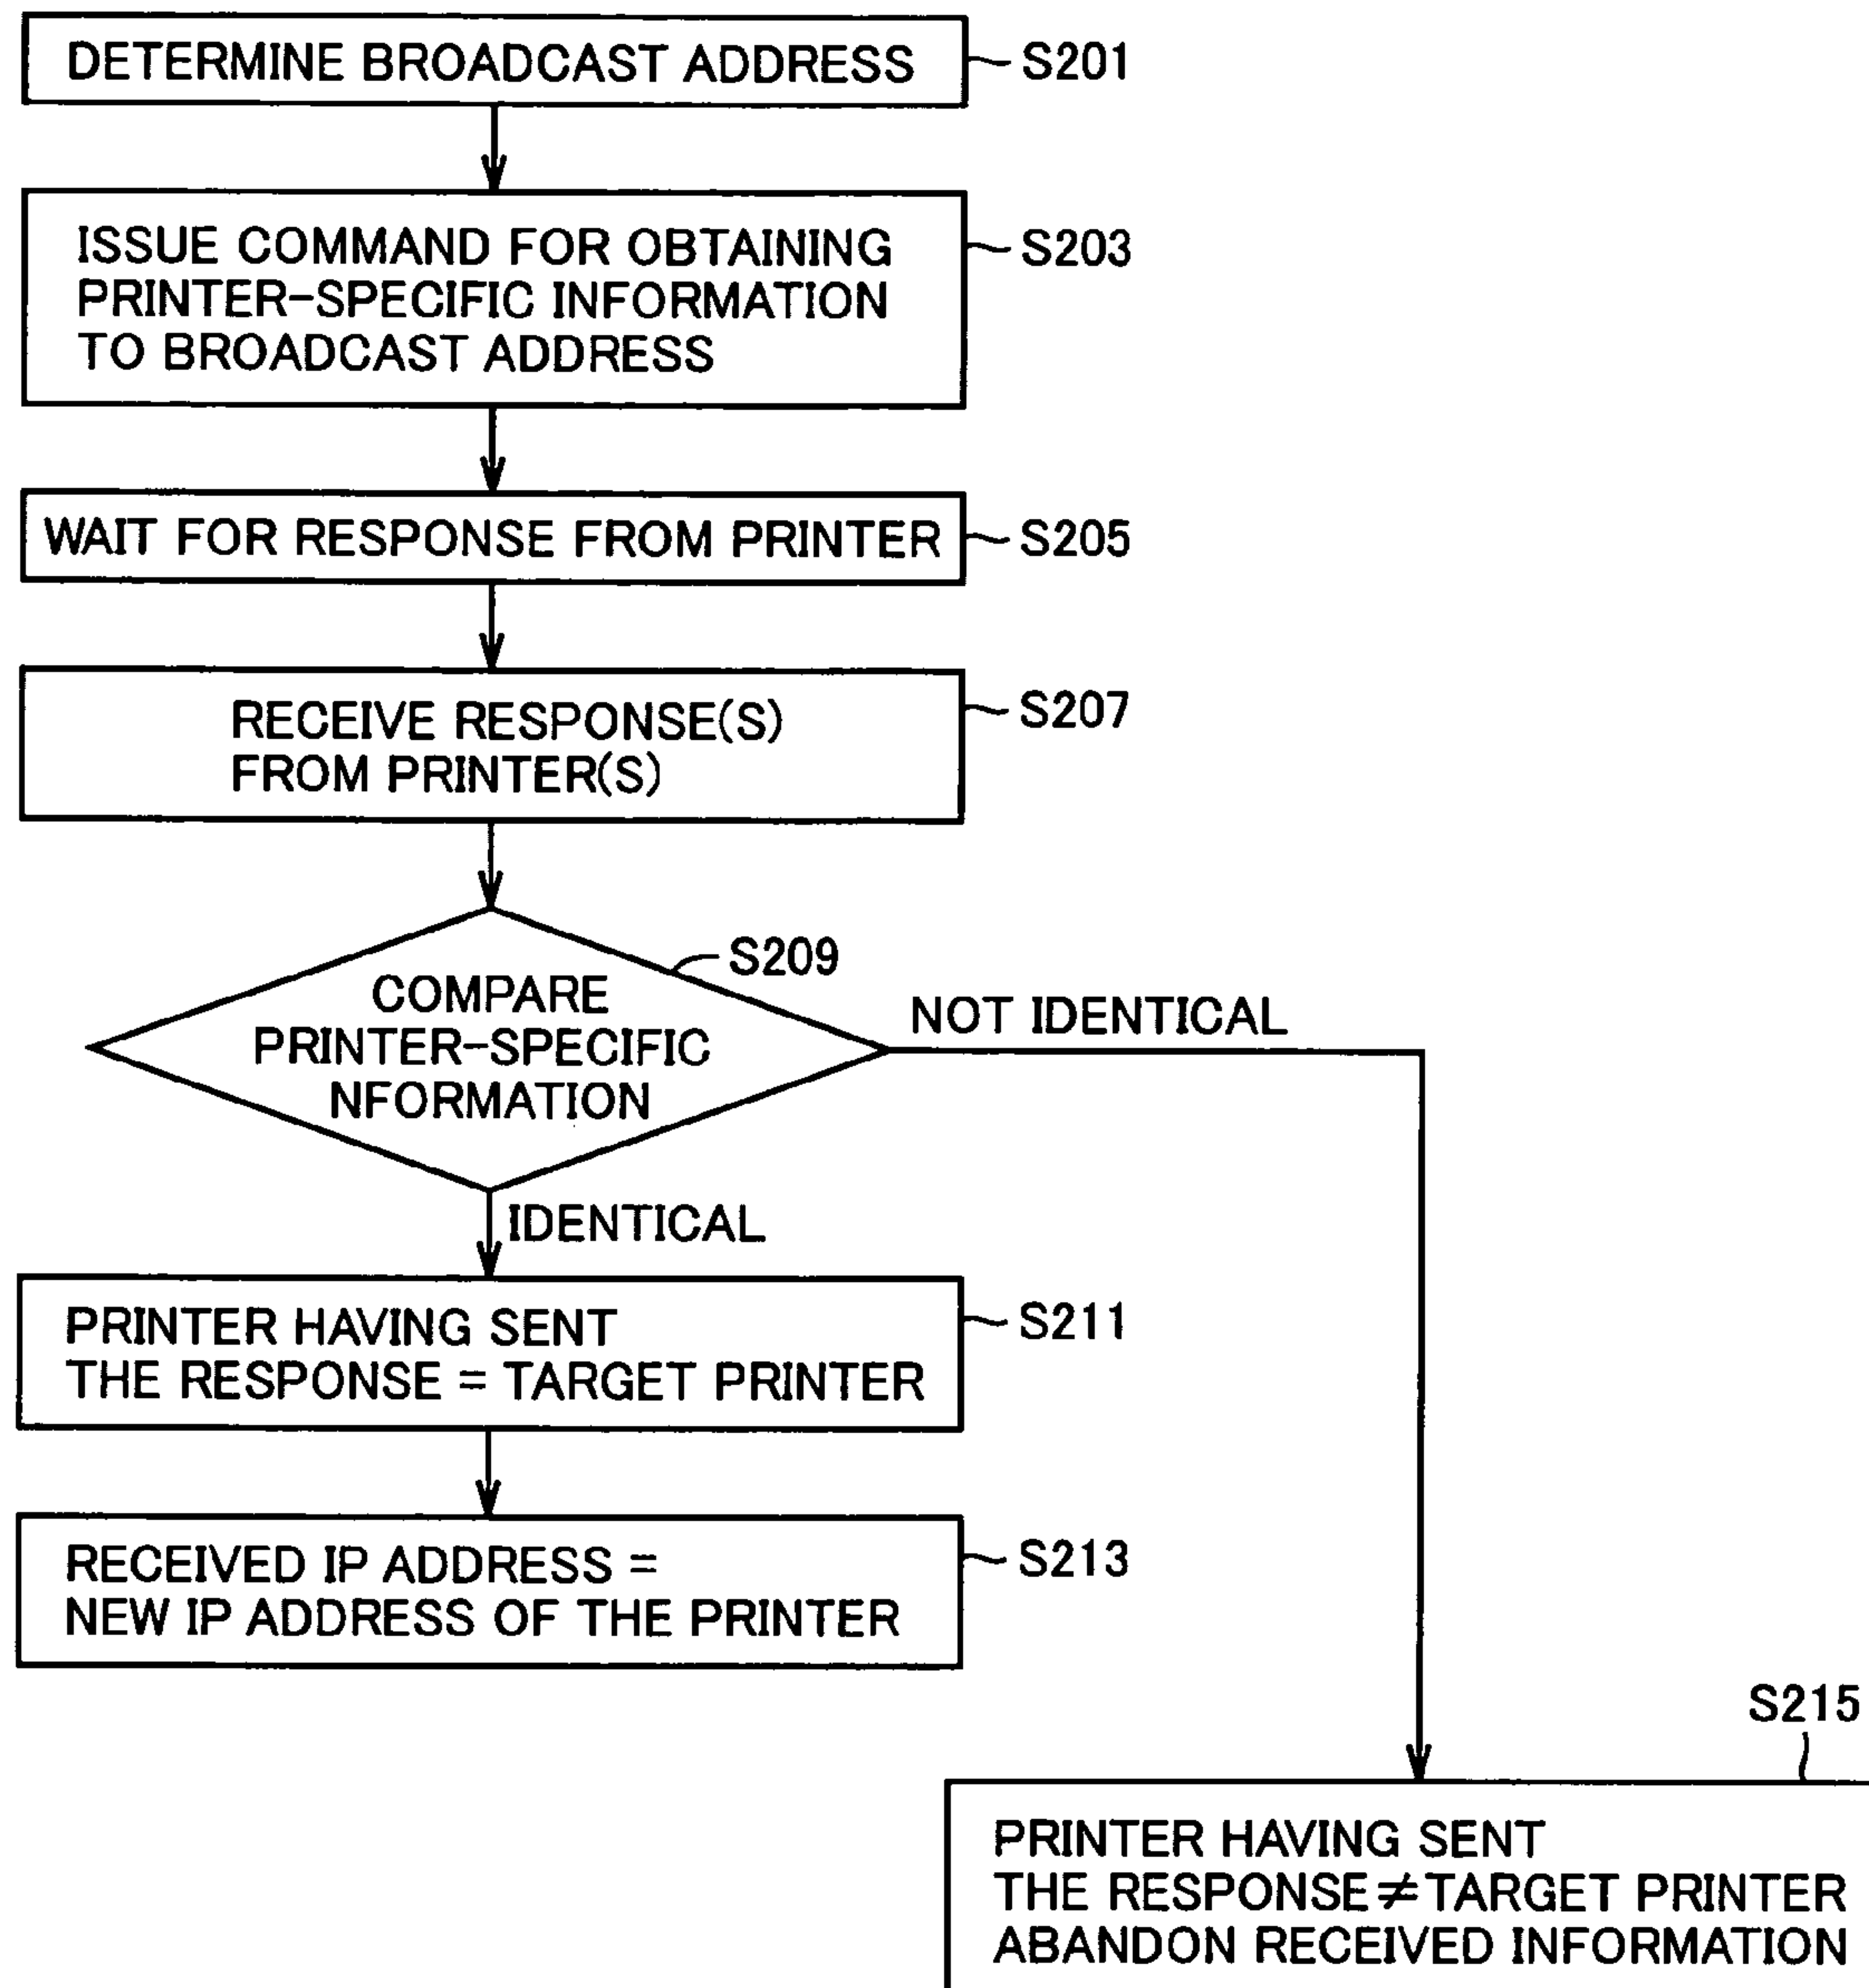 DETERMINE BROADCAST ADDRESS
S201
ISSUE COMMAND FOR OBTAINING
PRINTER-SPECIFIC INFORMATION
TO BROADCAST ADDRESS
S203
WAIT FOR RESPONSE FROM PRINTER
S205
RECEIVE RESPONSE(S)
FROM PRINTER(S)
S207
S209
COMPARE
PRINTER-SPECIFIC
NFORMATION
NOT IDENTICAL
IDENTICAL
PRINTER HAVING SENT
THE RESPONSE = TARGET PRINTER
S211
RECEIVED IP ADDRESS =
NEW IP ADDRESS OF THE PRINTER
S213
S215
PRINTER HAVING SENT
THE RESPONSE≠TARGET PRINTER
ABANDON RECEIVED INFORMATION